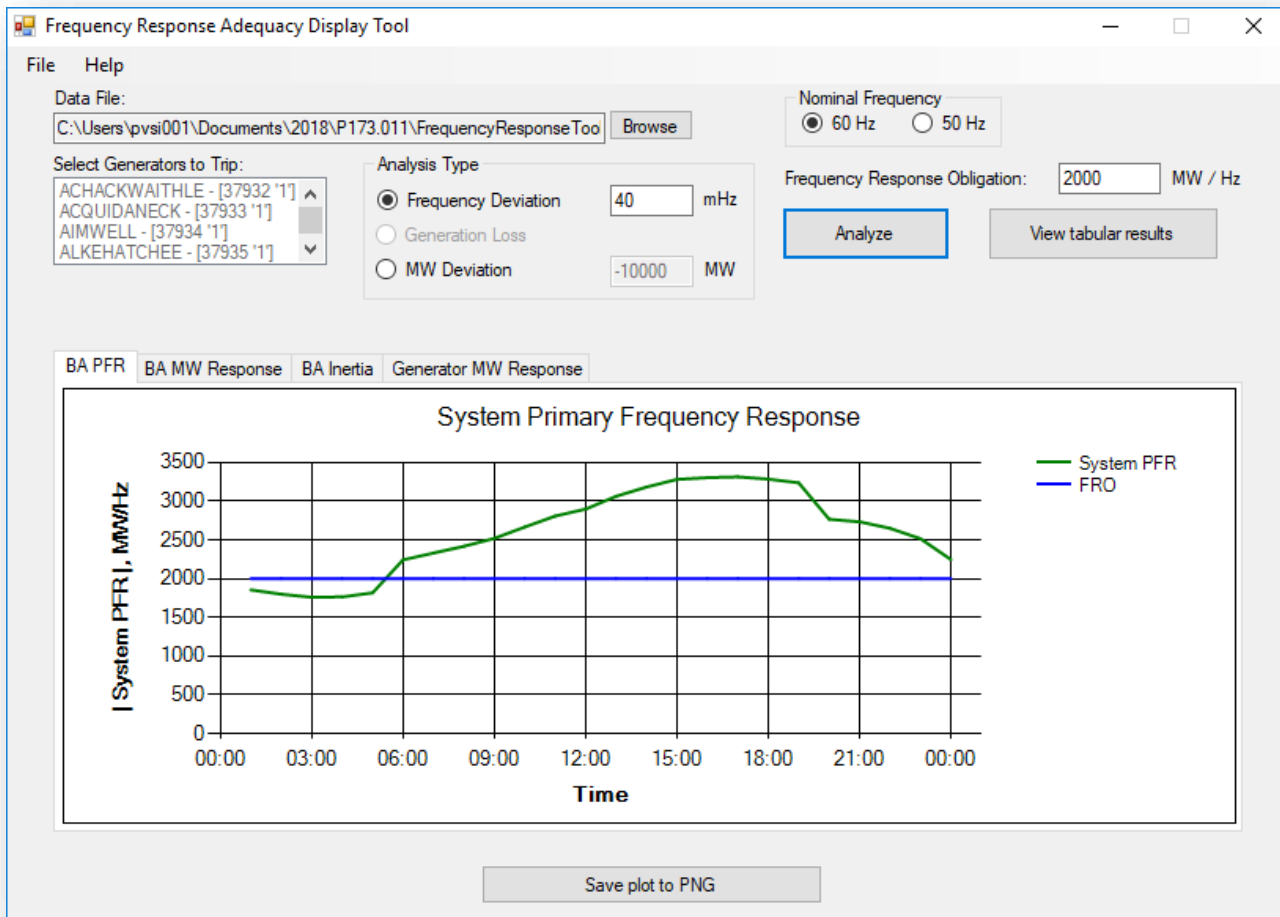 Frequency Response Adequacy Display Tool
File Help
Data File:
C:\Users\pvsi001\Documents\2018\P173.011\FrequencyResponseToo
Browse
Nominal Frequency
60 Hz 50 Hz
Select Generators to Trip:
ACHACKWAITHLE - [37932 '1']
ACQUIDANECK - [37933 '1']
AIMWELL - [37934 '1']
ALKEHATCHEE - [37935 '1']
Analysis Type
Frequency Deviation 40 mHz
Generation Loss
MW Deviation -10000 MW
Frequency Response Obligation: 2000 MW / Hz
Analyze
View tabular results
BA PFR BA MW Response BA Inertia Generator MW Response
System Primary Frequency Response
| System PFR |, MW/Hz
3500
3000
2500
2000
1500
1000
500
0
00:00 03:00 06:00 09:00 12:00 15:00 18:00 21:00 00:00
Time
System PFR
FRO
Save plot to PNG